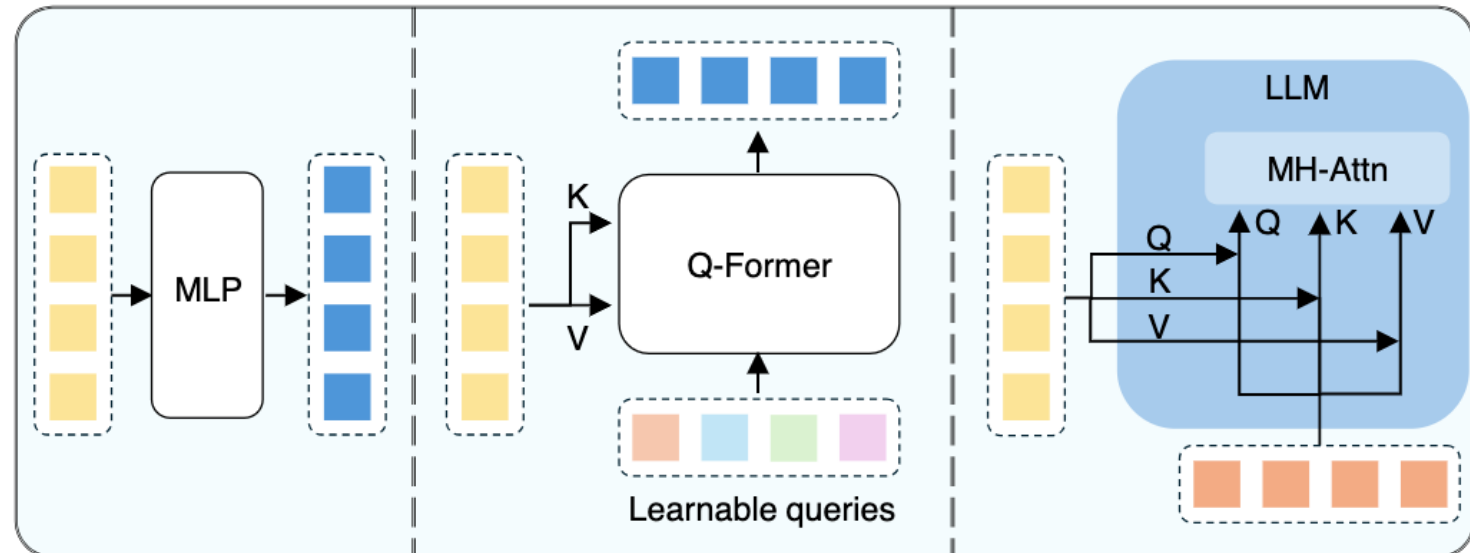 MLP
K
V
Q-Former
Learnable queries
LLM
MH-Attn
Q K V
Q
K
V